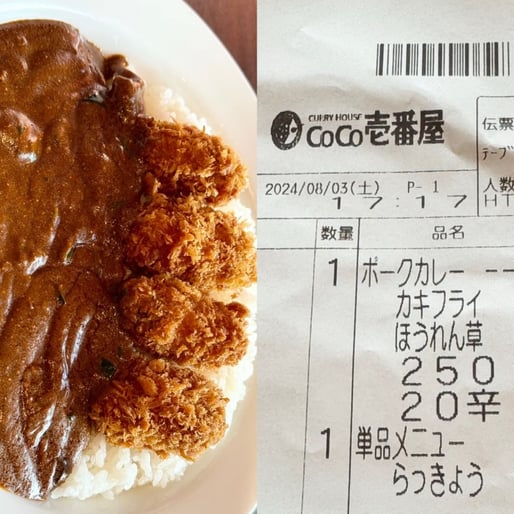 CURRY HOUSE
CoCo壱番屋
伝票
テーブ
2024/08/03(土) P- 1
人数
17:17
HT
数量 品名
1 ポークカレー --
カキフライ
ほうれん草
250
20辛
1 単品メニュー
らっきょう